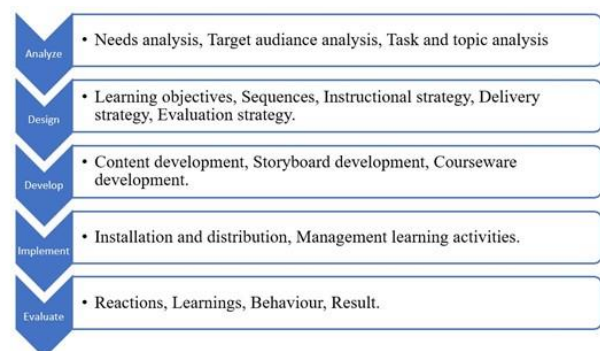 Analyze
• Needs analysis, Target audiance analysis, Task and topic analysis
Design
• Learning objectives, Sequences, Instructional strategy, Delivery
strategy, Evaluation strategy.
Develop
• Content development, Storyboard development, Courseware
development.
Implement
• Installation and distribution, Management learning activities.
Evaluate
• Reactions, Learnings, Behaviour, Result.